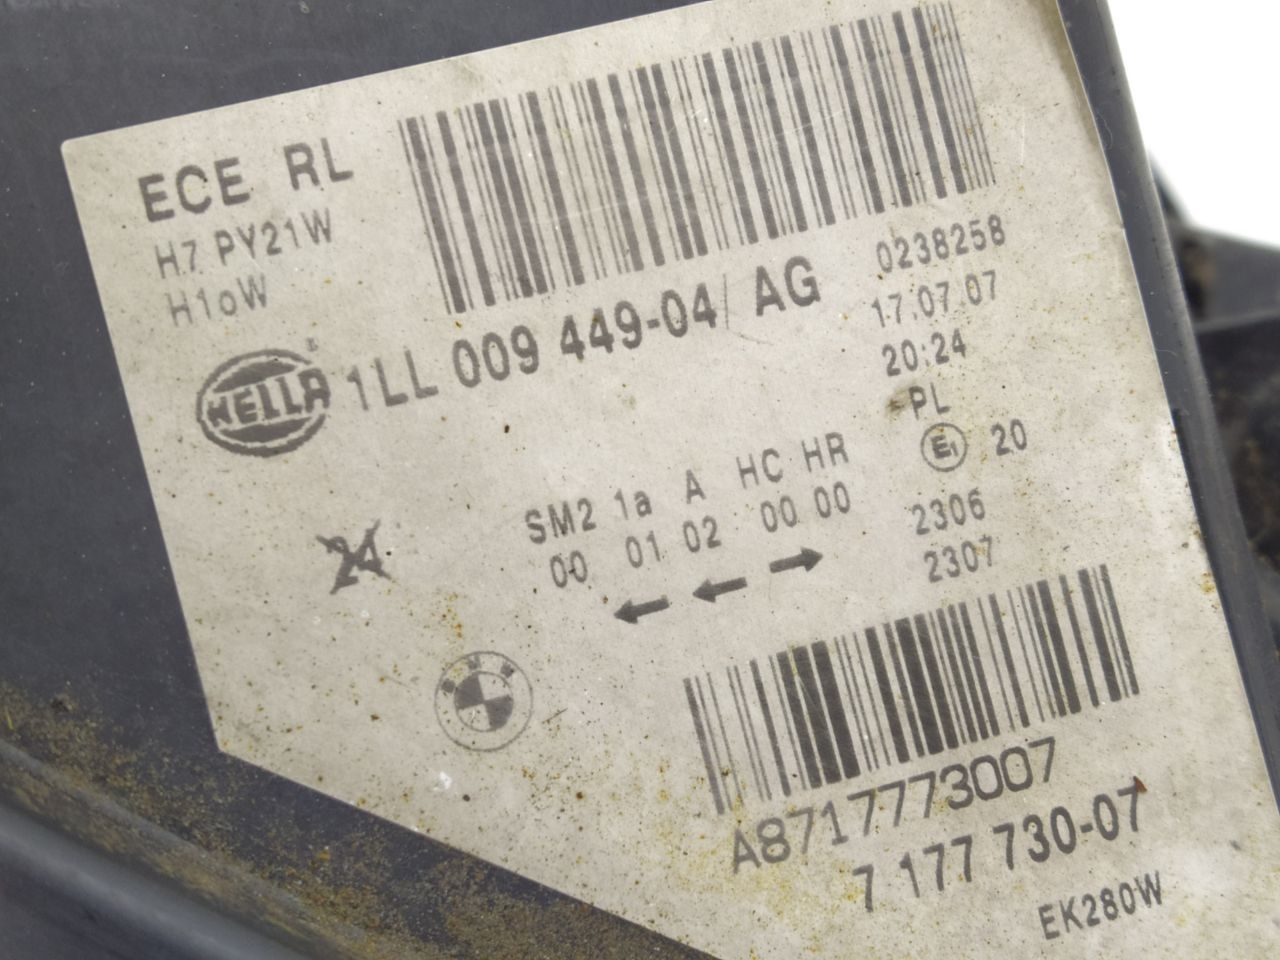 ECE RL
H7 PY21W
H10W
HELLA® 1LL 009 449-04/ AG
0238258
17.07.07
20:24
PL
E1 20
SM2 1a A HC HR
00 01 02 00 00
2306
2307
24
A8717773007
7 177 730-07
EK280W